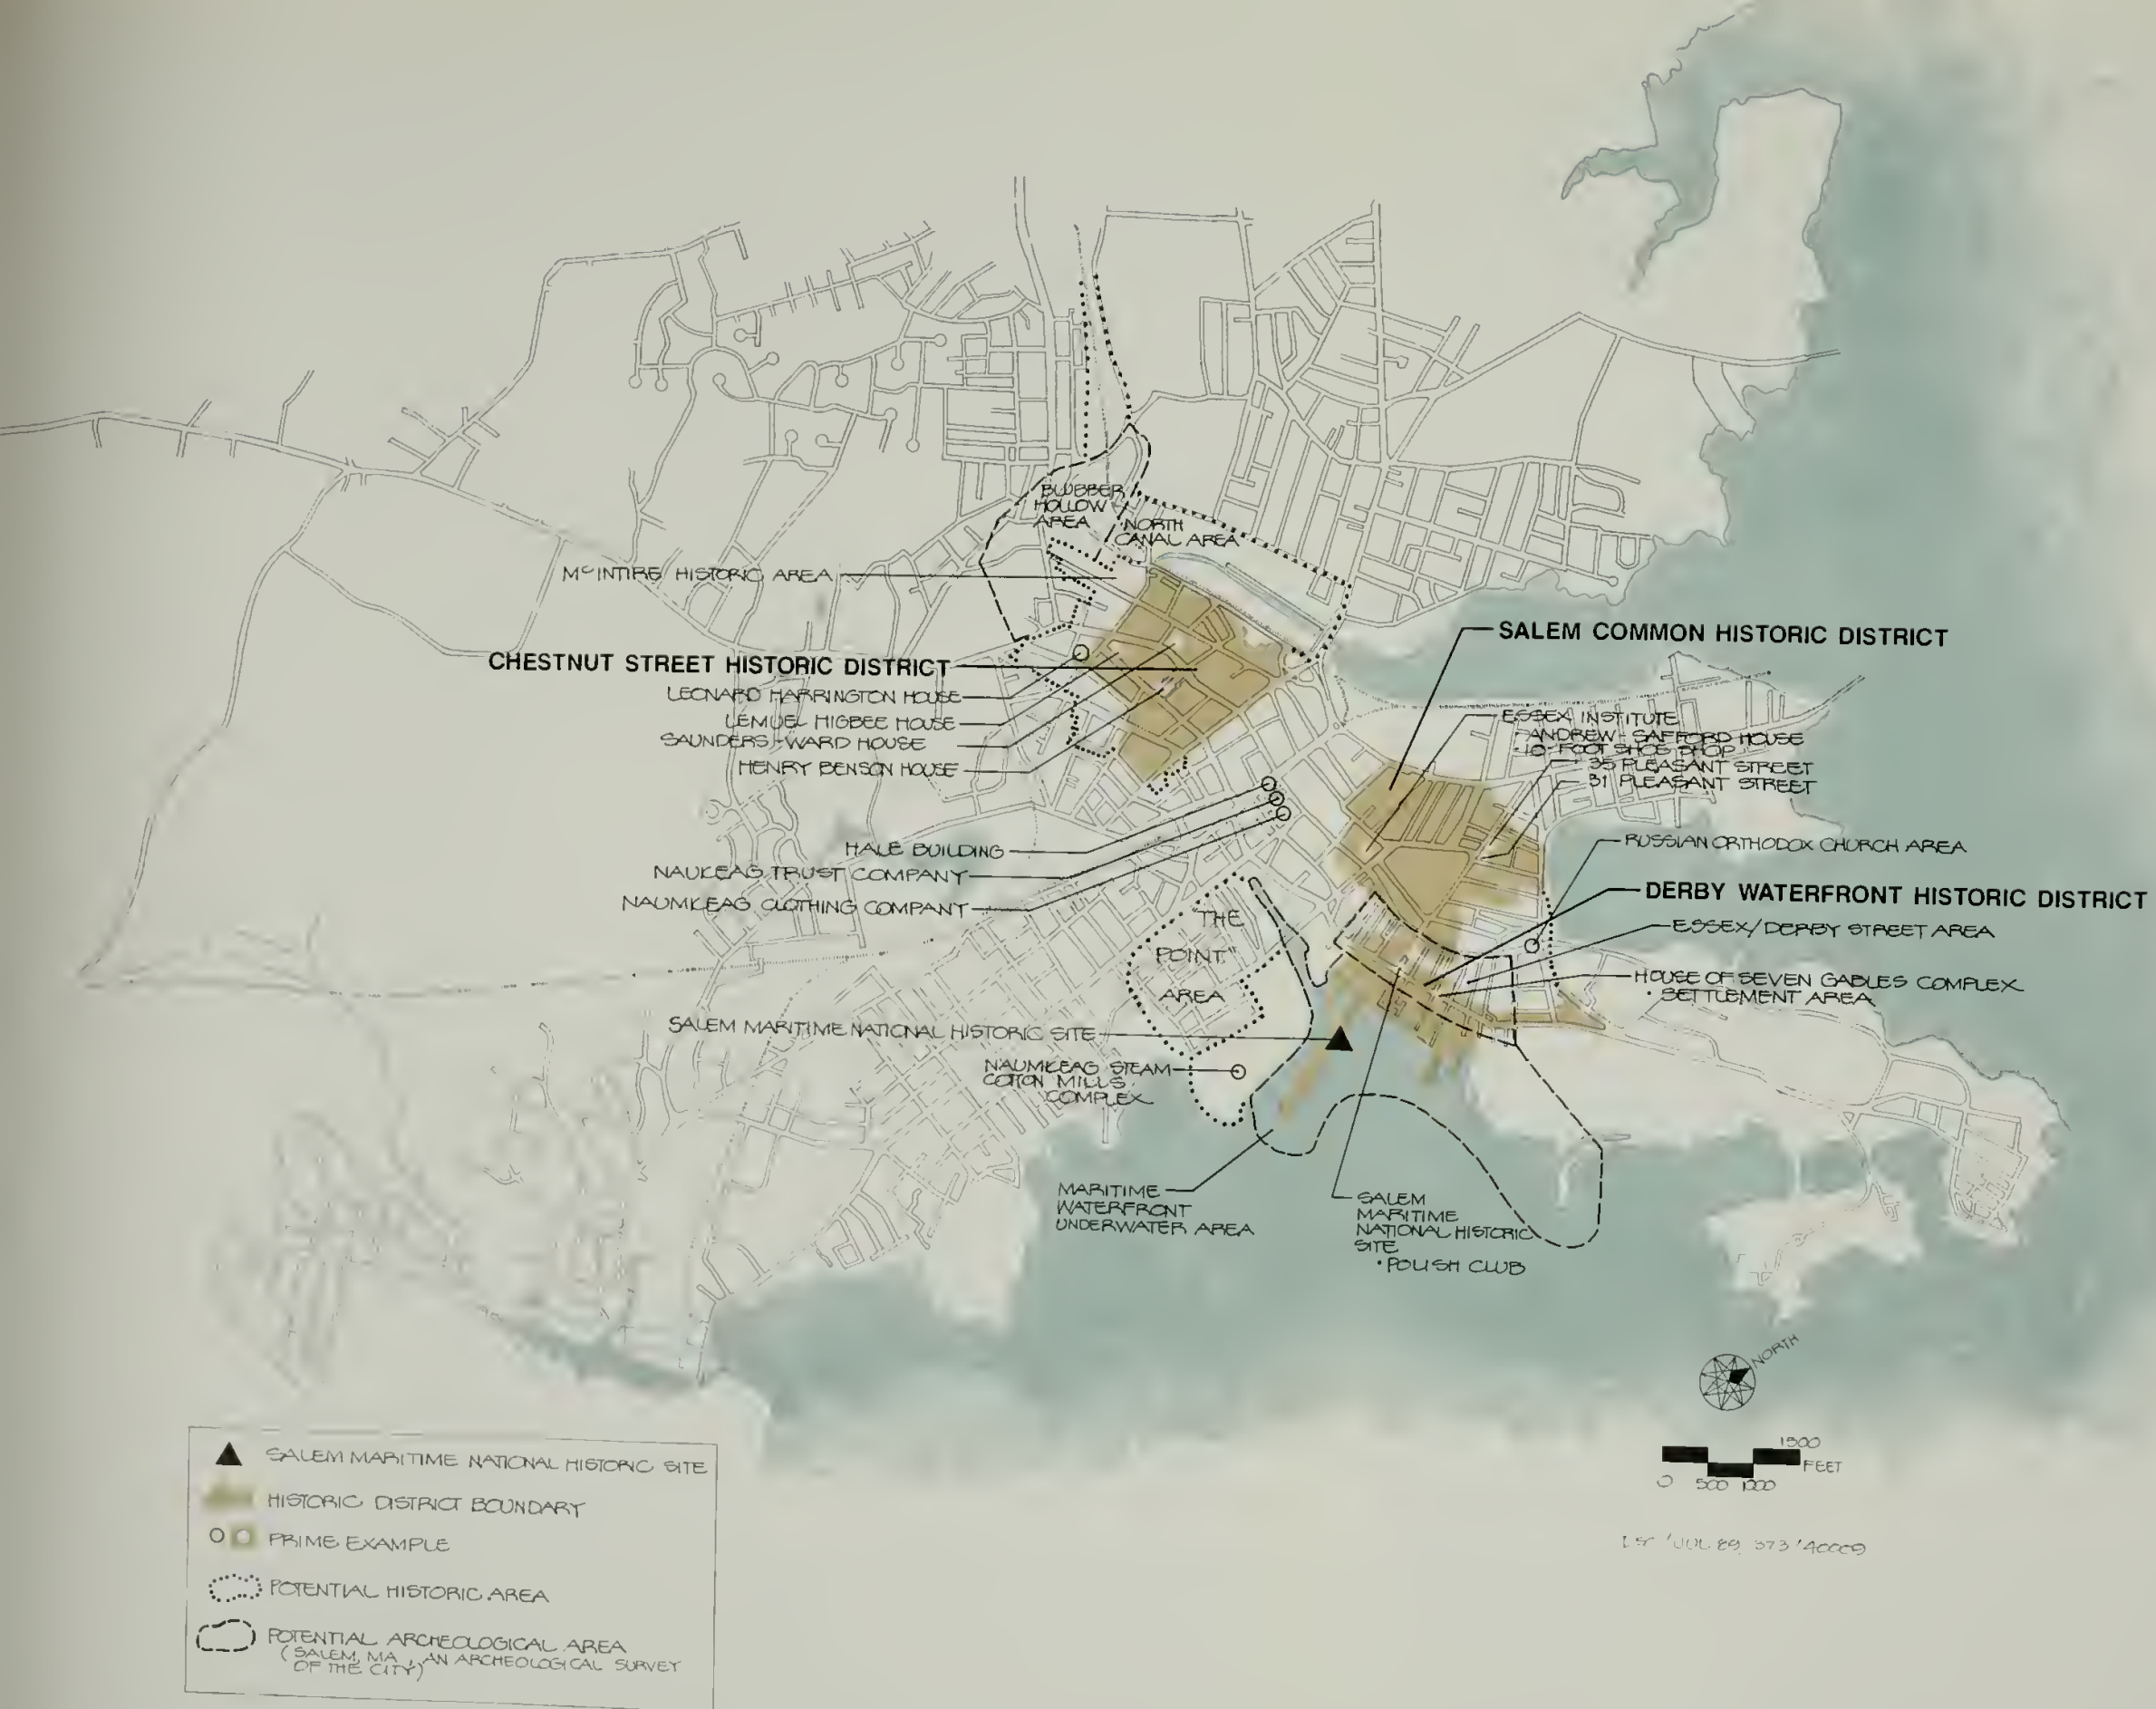 BLUBBER
HOLLOW
AREA
NORTH
CANAL AREA
McINTIRE HISTORIC AREA
CHESTNUT STREET HISTORIC DISTRICT
LEONARD HARRINGTON HOUSE
LEMUEL HIGBEE HOUSE
SAUNDERS-WARD HOUSE
HENRY BENSON HOUSE
HALE BUILDING
NAUKEAG TRUST COMPANY
NAUMKEAG CLOTHING COMPANY
SALEM COMMON HISTORIC DISTRICT
ESSEX INSTITUTE
· ANDREW-SAFFORD HOUSE
· 10-FOOT SHOE SHOP
35 PLEASANT STREET
31 PLEASANT STREET
RUSSIAN ORTHODOX CHURCH AREA
DERBY WATERFRONT HISTORIC DISTRICT
ESSEX/DERBY STREET AREA
HOUSE OF SEVEN GABLES COMPLEX
· SETTLEMENT AREA
"THE
POINT"
AREA
SALEM MARITIME NATIONAL HISTORIC SITE
NAUMKEAG STEAM
COTTON MILLS
COMPLEX
MARITIME
WATERFRONT
UNDERWATER AREA
SALEM
MARITIME
NATIONAL HISTORIC
SITE
· POLISH CLUB
NORTH
1500
FEET
0 500 1000
JUL 89
SALEM MARITIME NATIONAL HISTORIC SITE
HISTORIC DISTRICT BOUNDARY
PRIME EXAMPLE
POTENTIAL HISTORIC AREA
POTENTIAL ARCHEOLOGICAL AREA
(SALEM, MA, AN ARCHEOLOGICAL SURVEY
OF THE CITY)